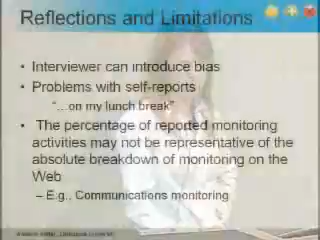 Reflections and Limitations
• Interviewer can introduce bias
• Problems with self-reports
"...on my lunch break"
• The percentage of reported monitoring
activities may not be representative of the
absolute breakdown of monitoring on the
Web
– E.g., Communications monitoring